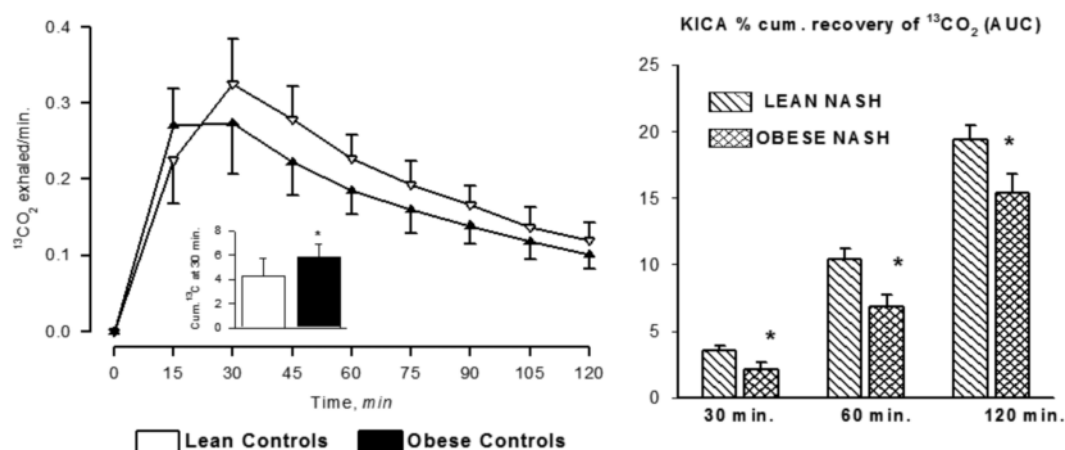 0.4
0.3
0.2
0.1
0.0
¹³CO₂ exhaled/min.
8
6
4
2
0
Cum.¹³C at 30 min.
*
0 15 30 45 60 75 90 105 120
Time, min
Lean Controls Obese Controls
KICA % cum. recovery of ¹³CO₂ (AUC)
25
20
15
10
5
0
LEAN NASH
OBESE NASH
*
*
*
30 min. 60 min. 120 min.